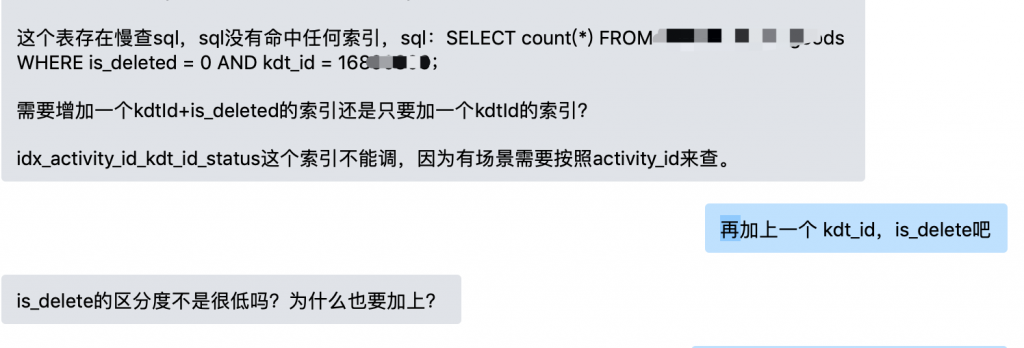 这个表存在慢查sql，sql没有命中任何索引，sql：SELECT count(*) FROM
WHERE is_deleted = 0 AND kdt_id = 168
需要增加一个kdtId+is_deleted的索引还是只要加一个kdtId的索引？
idx_activity_id_kdt_id_status这个索引不能调，因为有场景需要按照activity_id来查。
再加上一个 kdt_id，is_delete吧
is_delete的区分度不是很低吗？为什么也要加上？